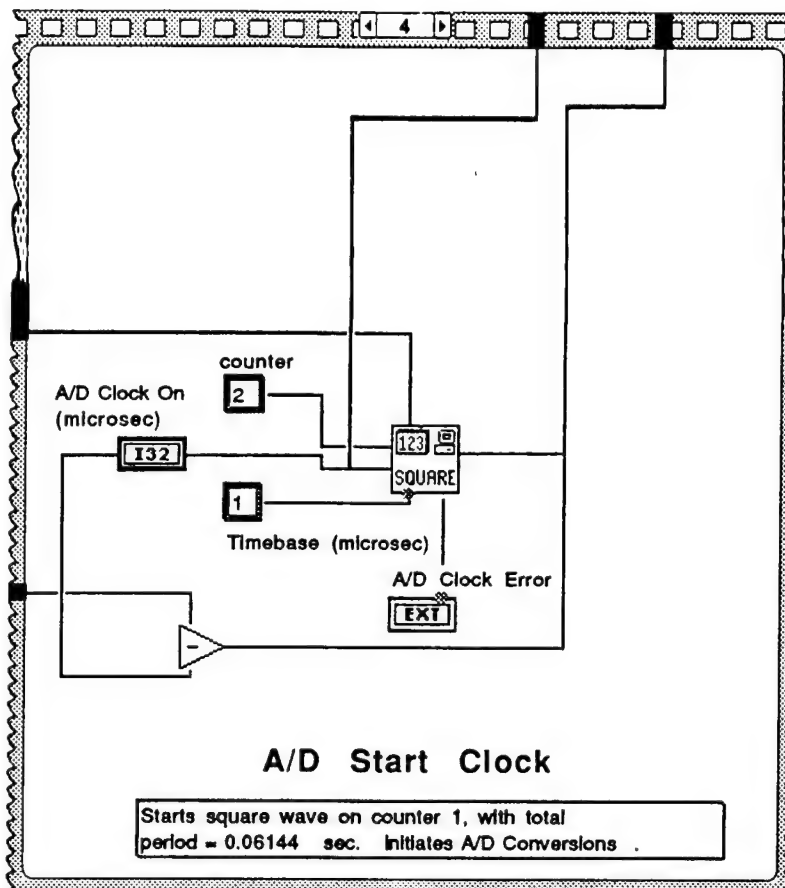 4
counter
2
A/D Clock On
(microsec)
I32
123
SQUARE
1
Timebase (microsec)
A/D Clock Error
EXT
-
A/D Start Clock
Starts square wave on counter 1, with total
period = 0.06144 sec. Initiates A/D Conversions .